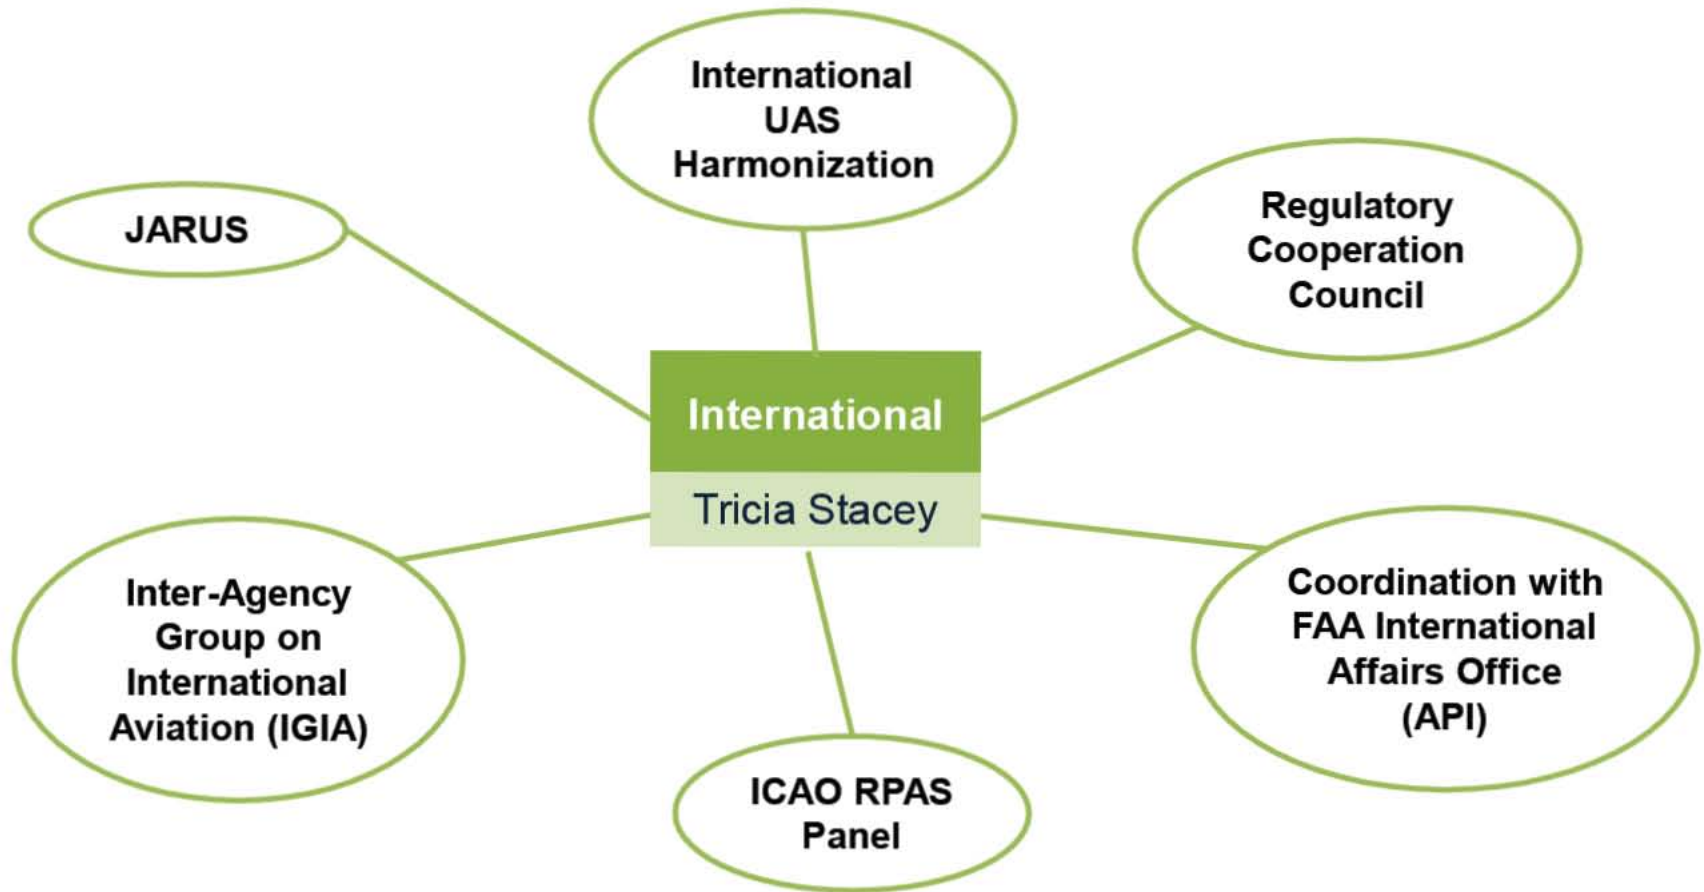 International
UAS
Harmonization
JARUS
Regulatory
Cooperation
Council
International
Tricia Stacey
Inter-Agency
Group on
International
Aviation (IGIA)
Coordination with
FAA International
Affairs Office
(API)
ICAO RPAS
Panel